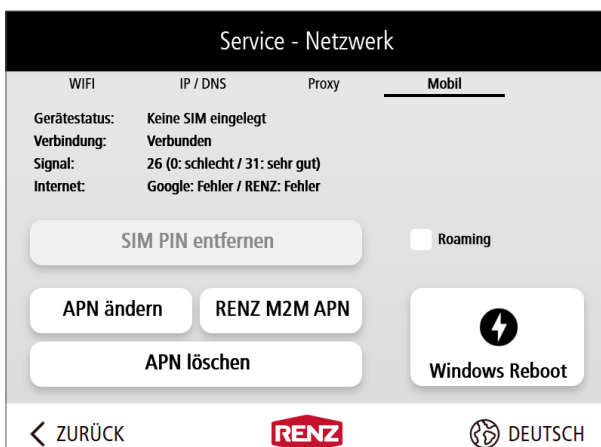 Service - Netzwerk
WIFI IP / DNS Proxy Mobil
Gerätestatus: Keine SIM eingelegt
Verbindung: Verbunden
Signal: 26 (0: schlecht / 31: sehr gut)
Internet: Google: Fehler / RENZ: Fehler
SIM PIN entfernen Roaming
APN ändern RENZ M2M APN
APN löschen Windows Reboot
ZURÜCK RENZ DEUTSCH